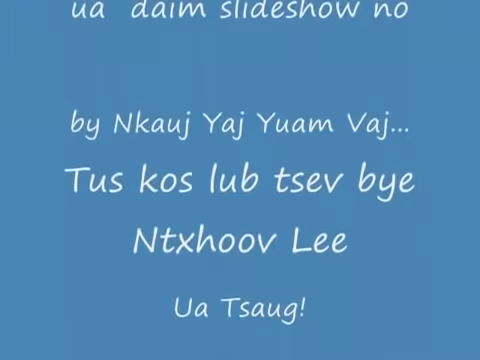 ua daim slideshow no
by Nkauj Yaj Yuam Vaj...
Tus kos lub tsev bye
Ntxhoov Lee
Ua Tsaug!